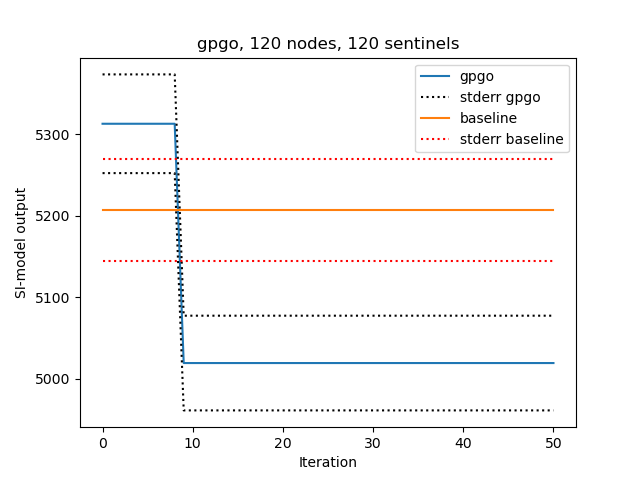 gpgo, 120 nodes, 120 sentinels
gpgo
stderr gpgo
baseline
stderr baseline
SI-model output
5300
5200
5100
5000
0 10 20 30 40 50
Iteration